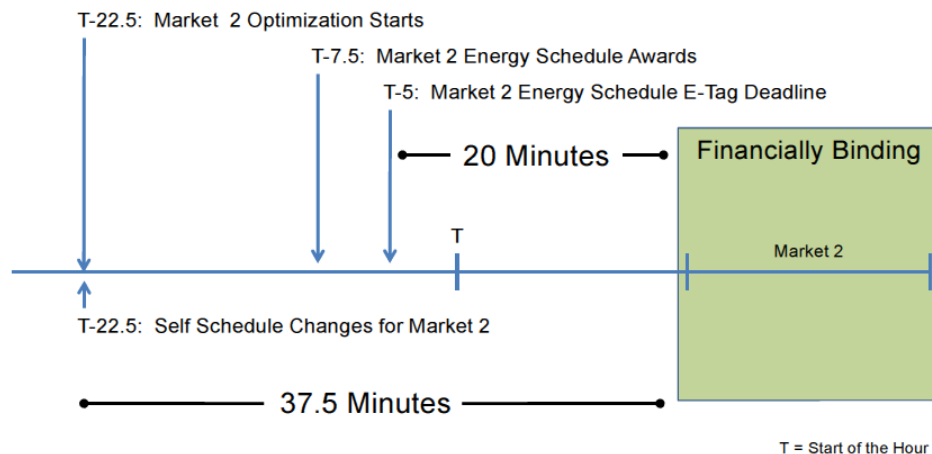 T-22.5:  Market  2 Optimization Starts
T-7.5:  Market 2 Energy Schedule Awards
T-5:  Market 2 Energy Schedule E-Tag Deadline
20 Minutes
Financially Binding
T
Market 2
T-22.5:  Self Schedule Changes for Market 2
37.5 Minutes
T = Start of the Hour